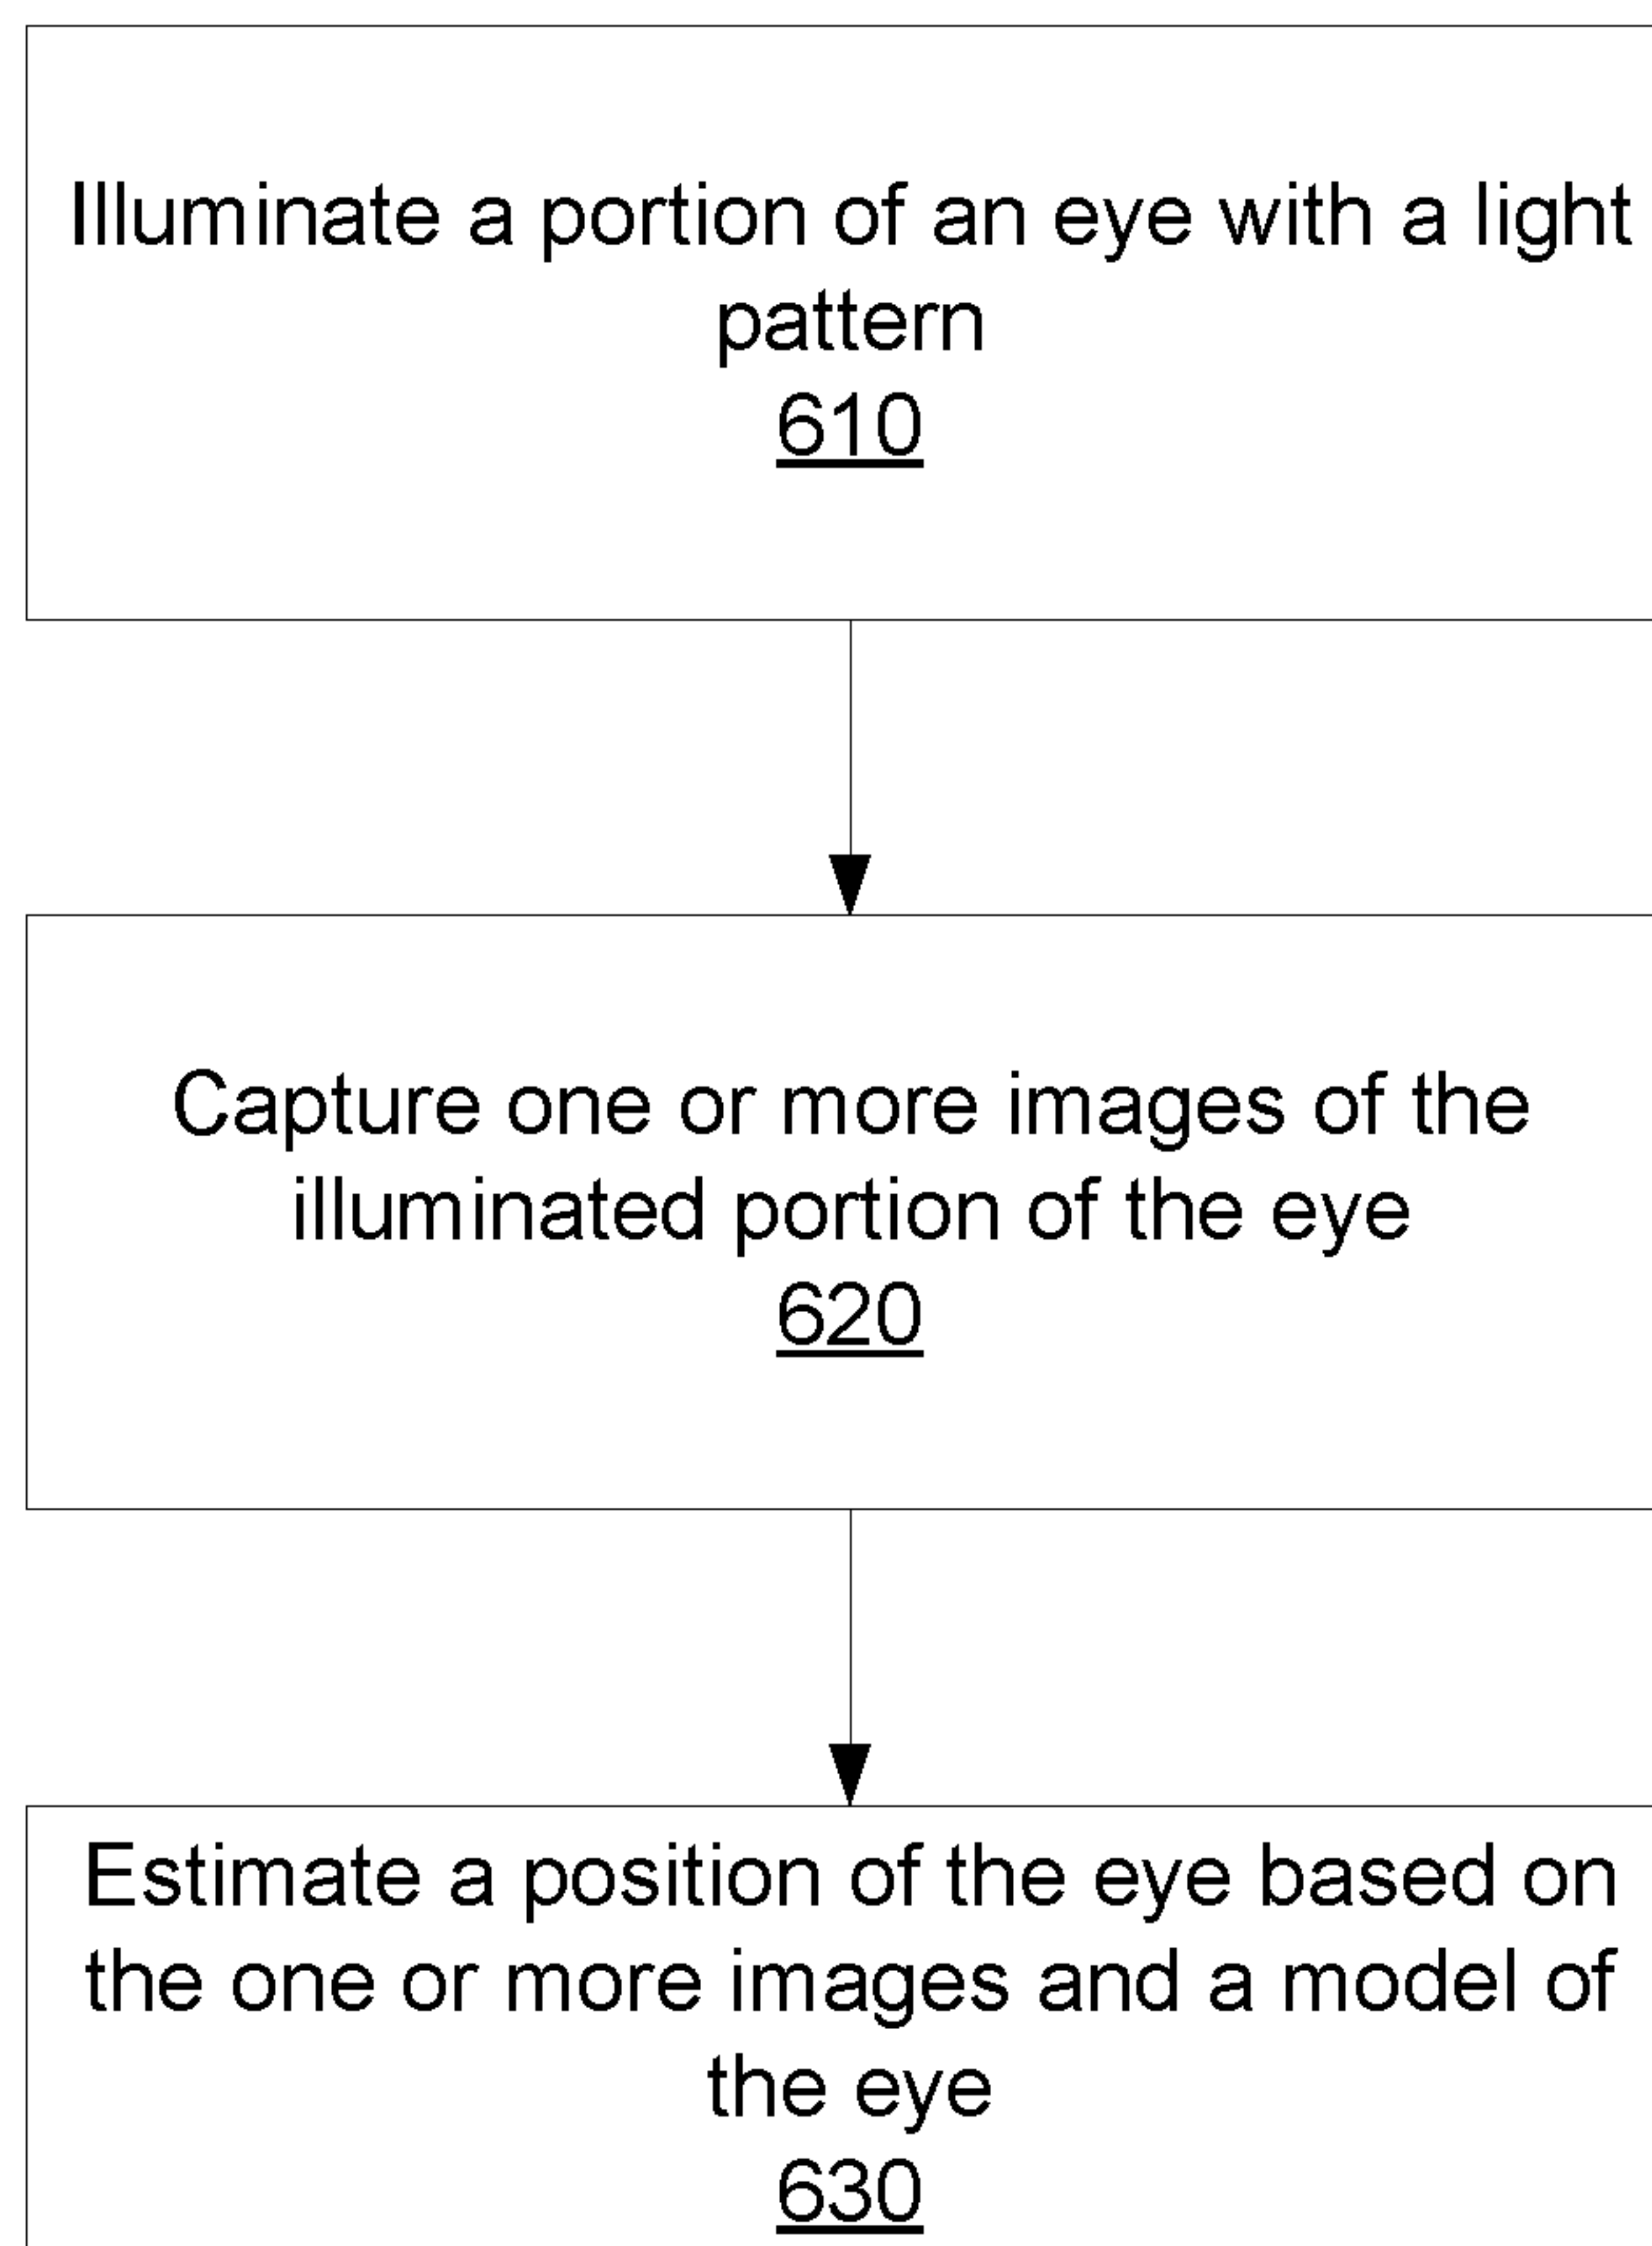 Illuminate a portion of an eye with a light
pattern
610
Capture one or more images of the
illuminated portion of the eye
620
Estimate a position of the eye based on
the one or more images and a model of
the eye
630